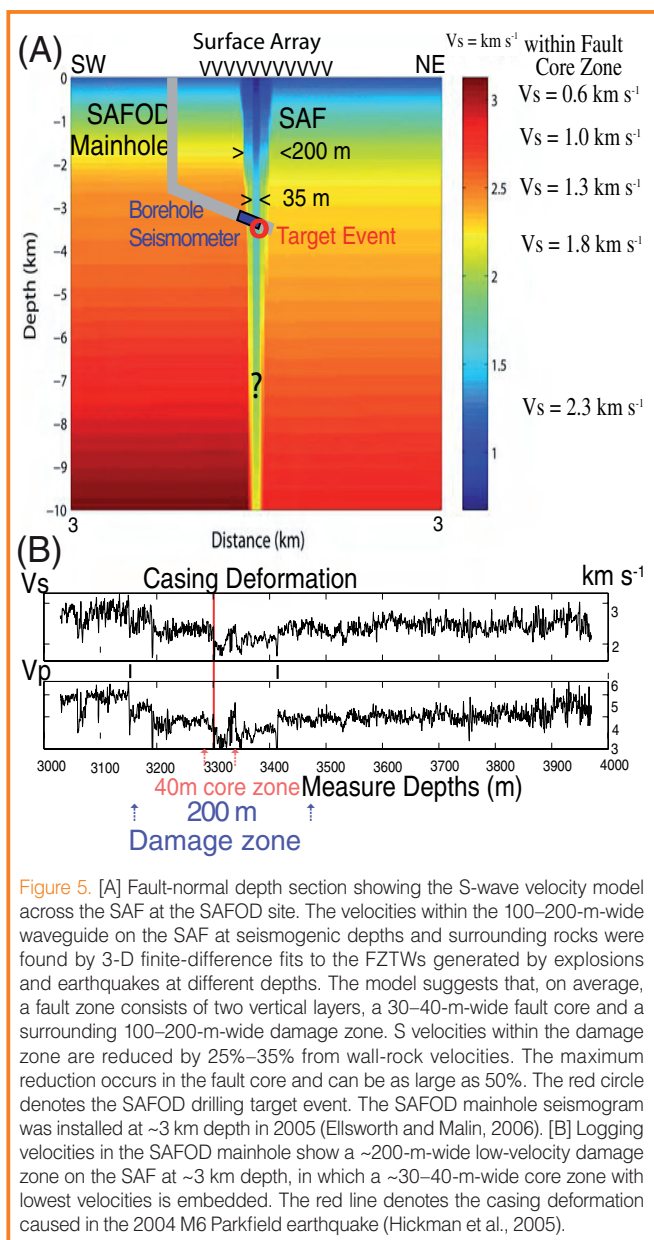 (A)
SW
Surface Array
VVVVVVVVVVV
NE
Vs = km s-1 within Fault
Core Zone
SAFOD
Mainhole
SAF
> <200 m
> < 35 m
Borehole
Seismometer
Target Event
?
Depth (km)
0
−1
−2
−3
−4
−5
−6
−7
−8
−9
−10
3
3
Distance (km)
3
2.5
2
1.5
1
Vs = 0.6 km s-1
Vs = 1.0 km s-1
Vs = 1.3 km s-1
Vs = 1.8 km s-1
Vs = 2.3 km s-1
(B)
Vs
Casing Deformation
km s−1
3
2
Vp
6
5
4
3
3000 3100 3200 3300 3400 3500 3600 3700 3800 3900 4000
40m core zone
Measure Depths (m)
200 m
Damage zone
Figure 5. [A] Fault-normal depth section showing the S-wave velocity model
across the SAF at the SAFOD site. The velocities within the 100–200-m-wide
waveguide on the SAF at seismogenic depths and surrounding rocks were
found by 3-D finite-difference fits to the FZTWs generated by explosions
and earthquakes at different depths. The model suggests that, on average,
a fault zone consists of two vertical layers, a 30–40-m-wide fault core and a
surrounding 100–200-m-wide damage zone. S velocities within the damage
zone are reduced by 25%–35% from wall-rock velocities. The maximum
reduction occurs in the fault core and can be as large as 50%. The red circle
denotes the SAFOD drilling target event. The SAFOD mainhole seismogram
was installed at ~3 km depth in 2005 (Ellsworth and Malin, 2006). [B] Logging
velocities in the SAFOD mainhole show a ~200-m-wide low-velocity damage
zone on the SAF at ~3 km depth, in which a ~30–40-m-wide core zone with
lowest velocities is embedded. The red line denotes the casing deformation
caused in the 2004 M6 Parkfield earthquake (Hickman et al., 2005).